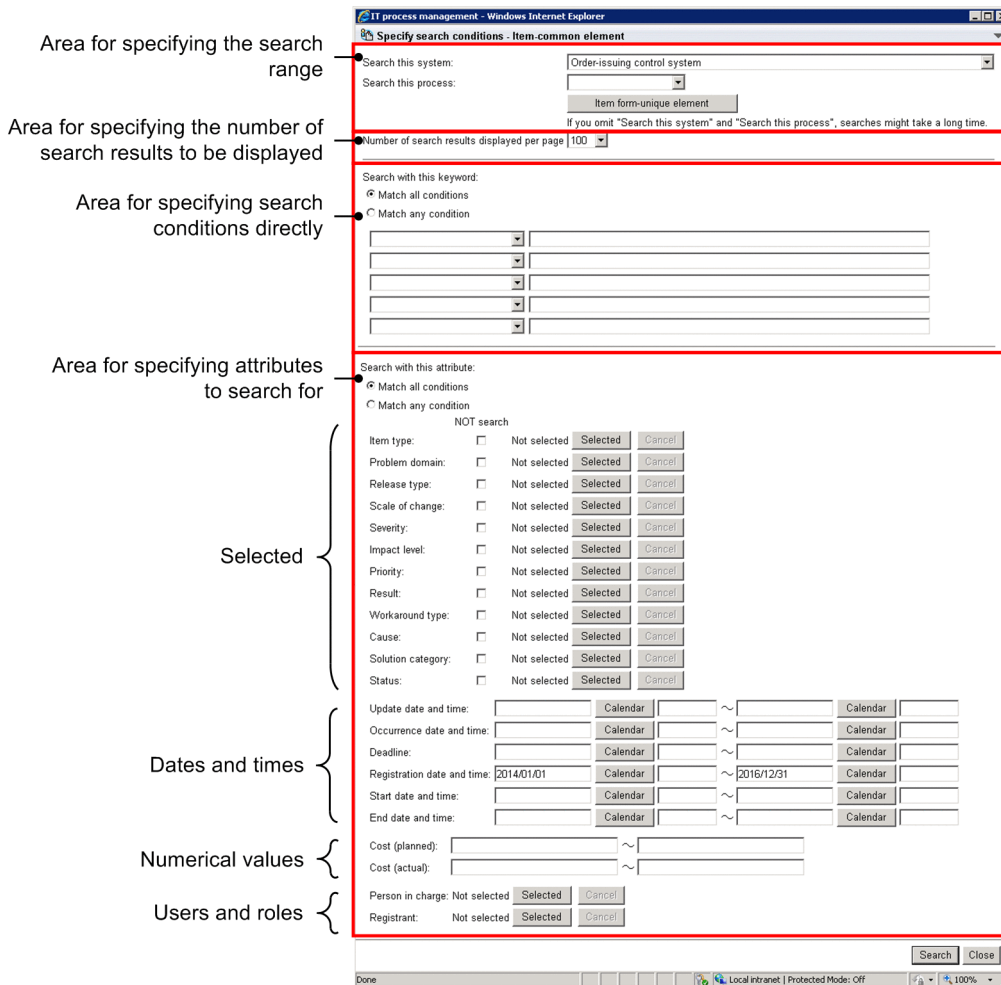 IT process management - Windows Internet Explorer
Specify search conditions - Item-common element
Area for specifying the search
range
Search this system: Order-issuing control system
Search this process:
Item form-unique element
If you omit "Search this system" and "Search this process", searches might take a long time.
Area for specifying the number of
search results to be displayed
Number of search results displayed per page 100
Area for specifying search
conditions directly
Search with this keyword:
Match all conditions
Match any condition
Area for specifying attributes
to search for
Search with this attribute:
Match all conditions
Match any condition
NOT search
Selected
Item type: Not selected Selected Cancel
Problem domain: Not selected Selected Cancel
Release type: Not selected Selected Cancel
Scale of change: Not selected Selected Cancel
Severity: Not selected Selected Cancel
Impact level: Not selected Selected Cancel
Priority: Not selected Selected Cancel
Result: Not selected Selected Cancel
Workaround type: Not selected Selected Cancel
Cause: Not selected Selected Cancel
Solution category: Not selected Selected Cancel
Status: Not selected Selected Cancel
Dates and times
Update date and time: Calendar ~ Calendar
Occurrence date and time: Calendar ~ Calendar
Deadline: Calendar ~ Calendar
Registration date and time: 2014/01/01 Calendar ~ 2016/12/31 Calendar
Start date and time: Calendar ~ Calendar
End date and time: Calendar ~ Calendar
Numerical values
Cost (planned): ~
Cost (actual): ~
Users and roles
Person in charge: Not selected Selected Cancel
Registrant: Not selected Selected Cancel
Search Close
Done Local intranet | Protected Mode: Off 100%